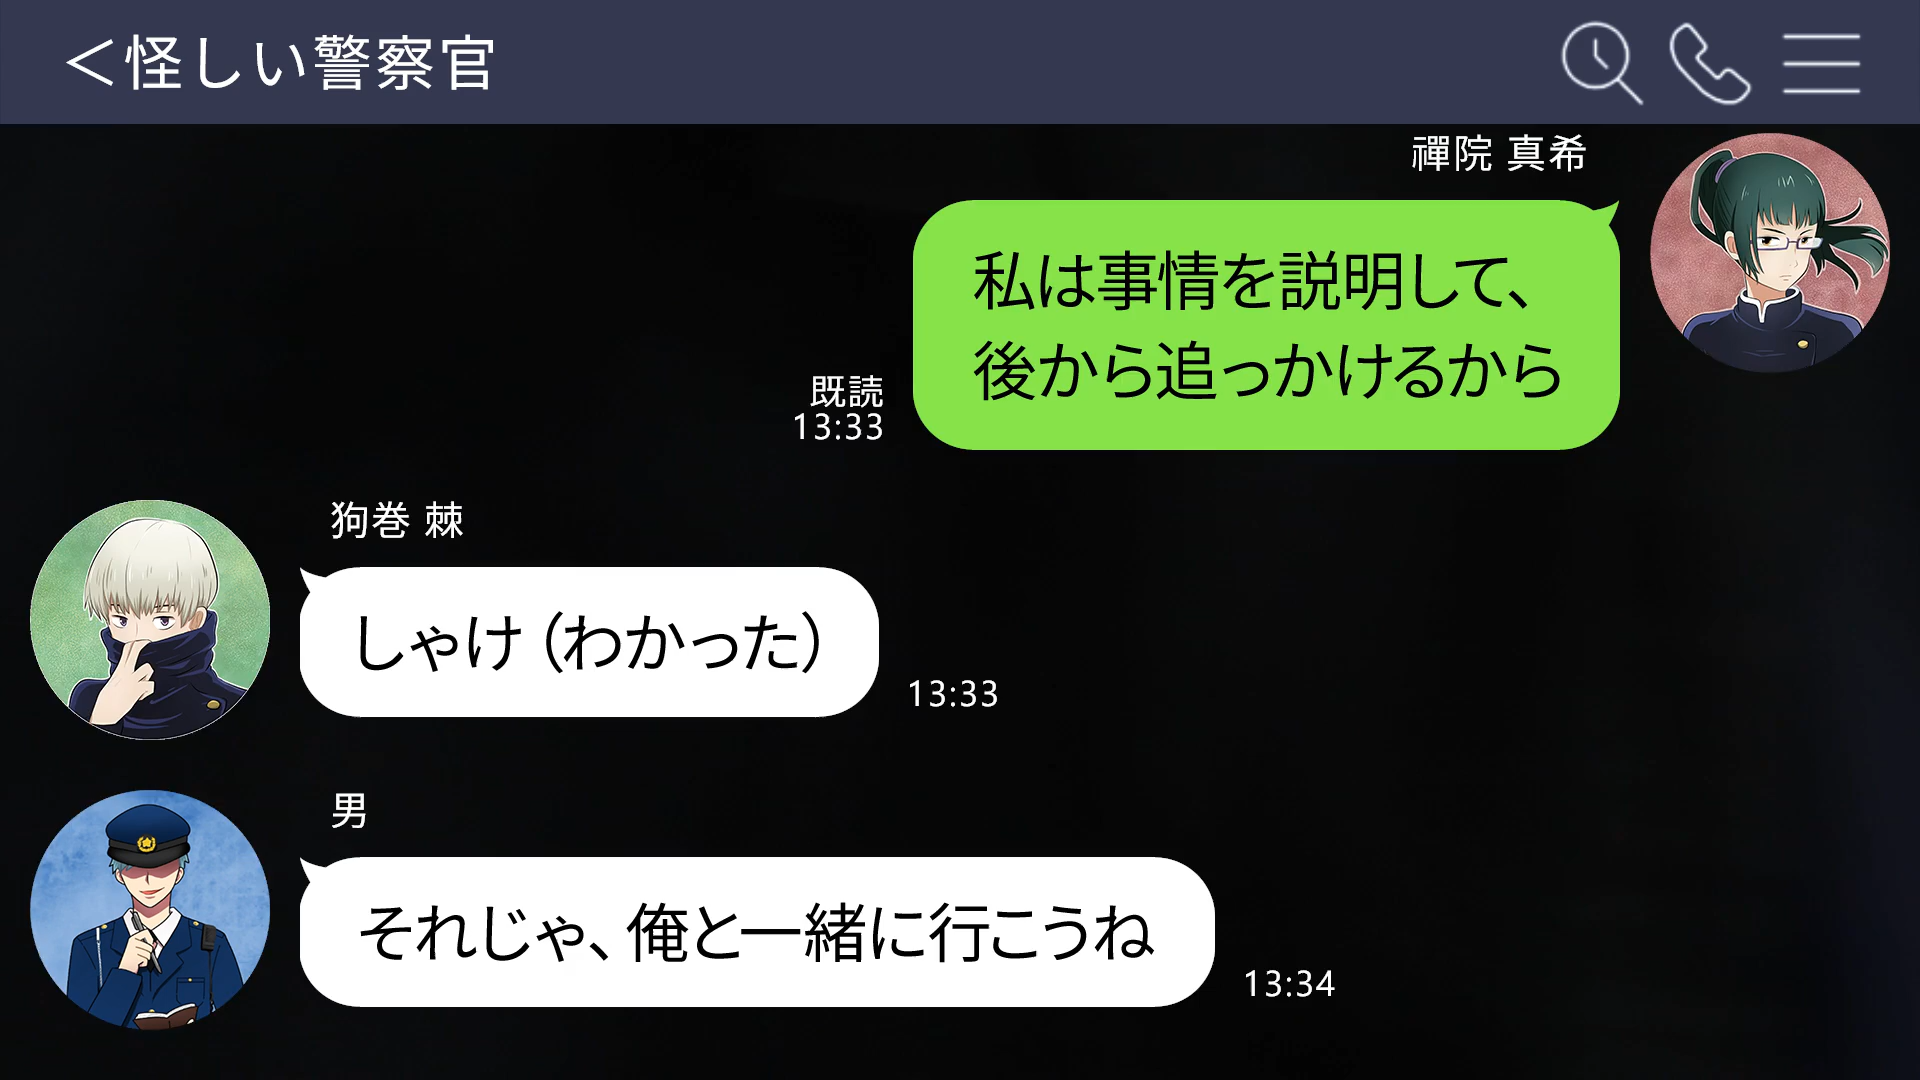 ＜怪しい警察官
禪院 真希
私は事情を説明して、
後から追っかけるから
既読
13:33
狗巻 棘
しゃけ（わかった）
13:33
男
それじゃ、俺と一緒に行こうね
13:34